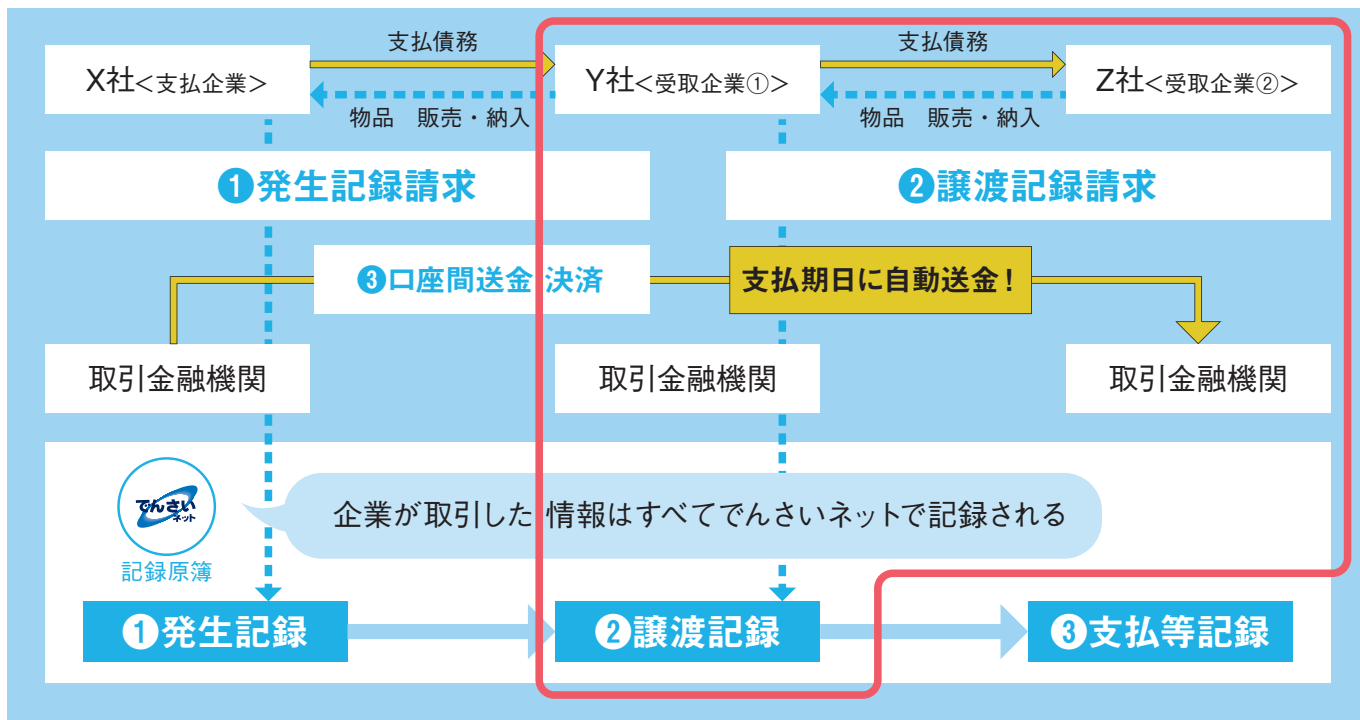 支払債務
支払債務
X社<支払企業>
Y社<受取企業①>
Z社<受取企業②>
物品 販売・納入
物品 販売・納入
❶発生記録請求
❷譲渡記録請求
❸口座間送金決済
支払期日に自動送金！
取引金融機関
取引金融機関
取引金融機関
でんさい
ネット
企業が取引した情報はすべてでんさいネットで記録される
記録原簿
❶発生記録
❷譲渡記録
❸支払等記録